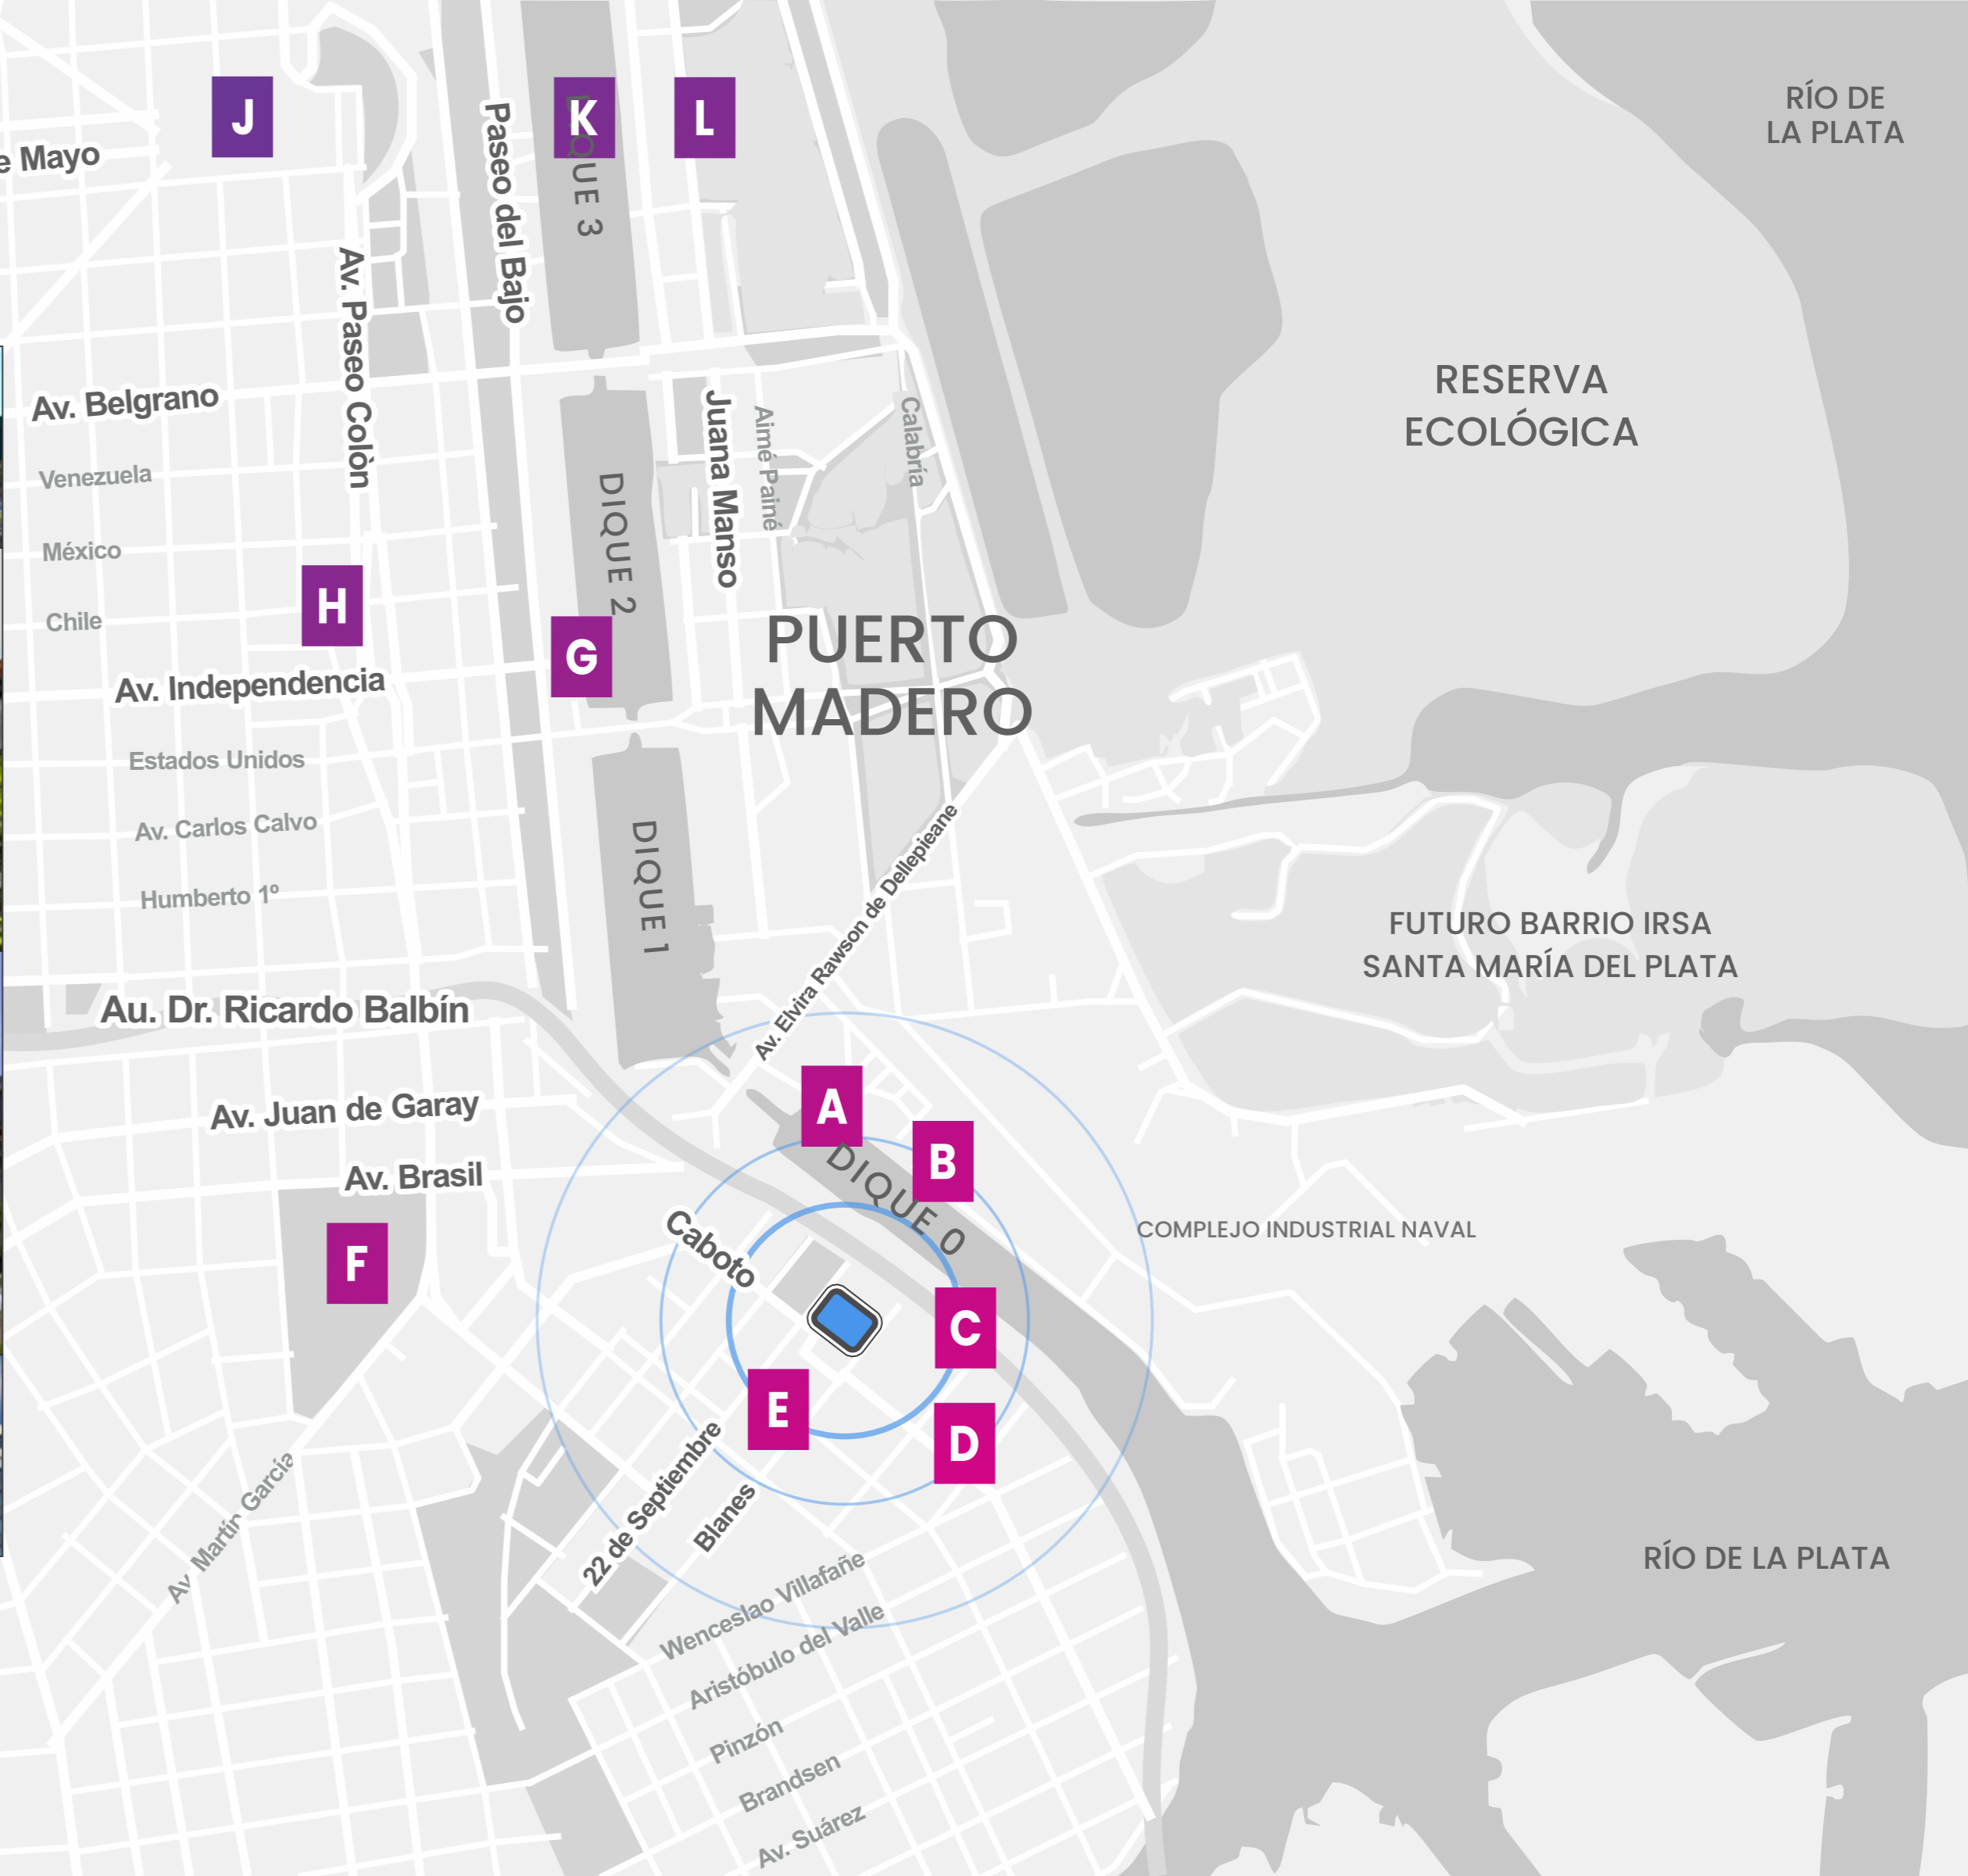 RÍO DE
LA PLATA
J
K
L
e Mayo
Paseo del Bajo
DIQUE 3
Av. Paseo Colòn
RESERVA
ECOLÓGICA
Av. Belgrano
Juana Manso
Aimé Painé
Calabría
Venezuela
DIQUE 2
México
H
Chile
G
PUERTO
MADERO
Av. Independencia
Estados Unidos
Av. Carlos Calvo
DIQUE 1
Av. Elvira Rawson de Dellepieane
Humberto 1º
FUTURO BARRIO IRSA
SANTA MARÍA DEL PLATA
Au. Dr. Ricardo Balbín
Av. Juan de Garay
A
B
Av. Brasil
DIQUE 0
Caboto
COMPLEJO INDUSTRIAL NAVAL
F
C
E
D
22 de Septiembre
Blanes
Av. Martín García
RÍO DE LA PLATA
Wenceslao Villafañe
Aristóbulo del Valle
Pinzón
Brandsen
Av. Suárez